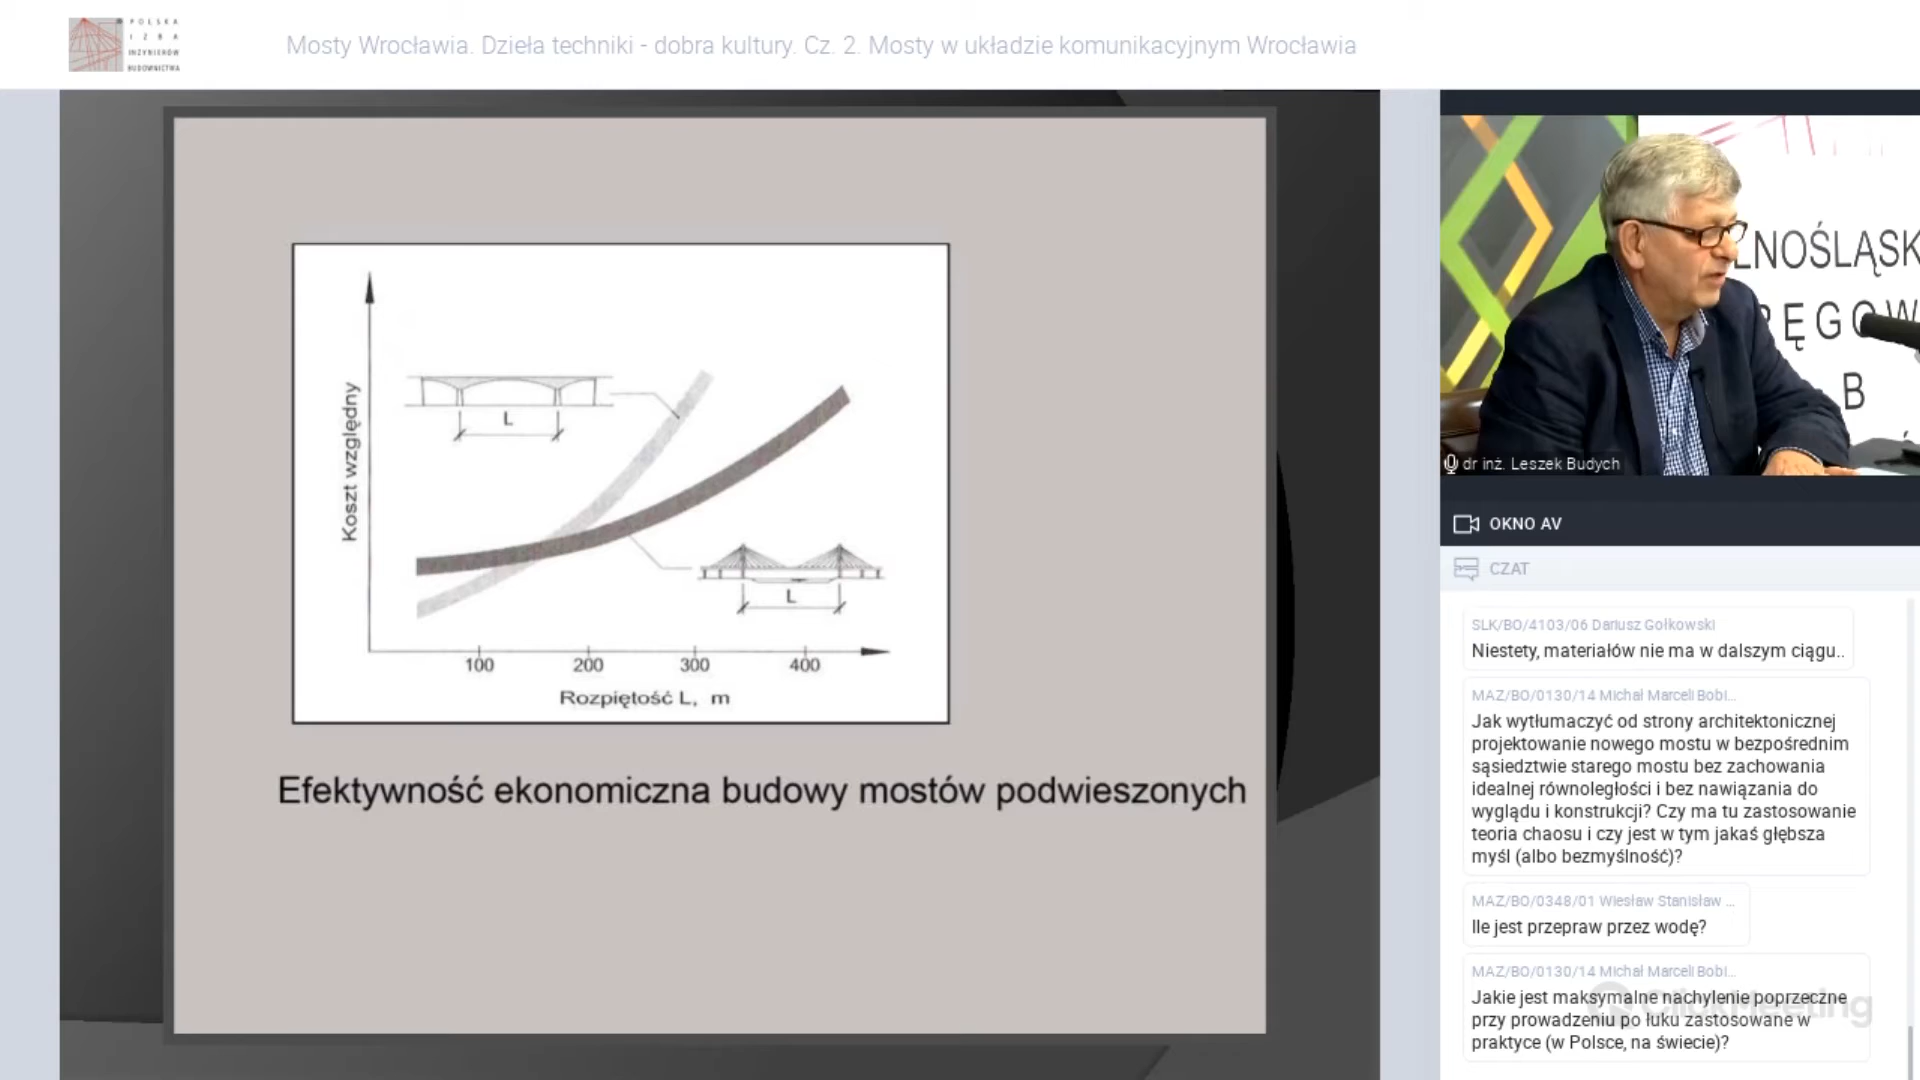 POLSKA
IZBA
INŻYNIERÓW
BUDOWNICTWA
Mosty Wrocławia. Dzieła techniki - dobra kultury. Cz. 2. Mosty w układzie komunikacyjnym Wrocławia
Koszt względny
L
L
100 200 300 400
Rozpiętość L, m
Efektywność ekonomiczna budowy mostów podwieszonych
LNOŚLĄSK
RĘGOW
B
dr inż. Leszek Budych
OKNO AV
CZAT
SLK/BO/4103/06 Dariusz Gołkowski
Niestety, materiałów nie ma w dalszym ciągu..
MAZ/BO/0130/14 Michał Marceli Bobi...
Jak wytłumaczyć od strony architektonicznej
projektowanie nowego mostu w bezpośrednim
sąsiedztwie starego mostu bez zachowania
idealnej równoległości i bez nawiązania do
wyglądu i konstrukcji? Czy ma tu zastosowanie
teoria chaosu i czy jest w tym jakaś głębsza
myśl (albo bezmyślność)?
MAZ/BO/0348/01 Wiesław Stanisław ...
Ile jest przepraw przez wodę?
MAZ/BO/0130/14 Michał Marceli Bobi...
Jakie jest maksymalne nachylenie poprzeczne
przy prowadzeniu po łuku zastosowane w
praktyce (w Polsce, na świecie)?
ClickMeeting